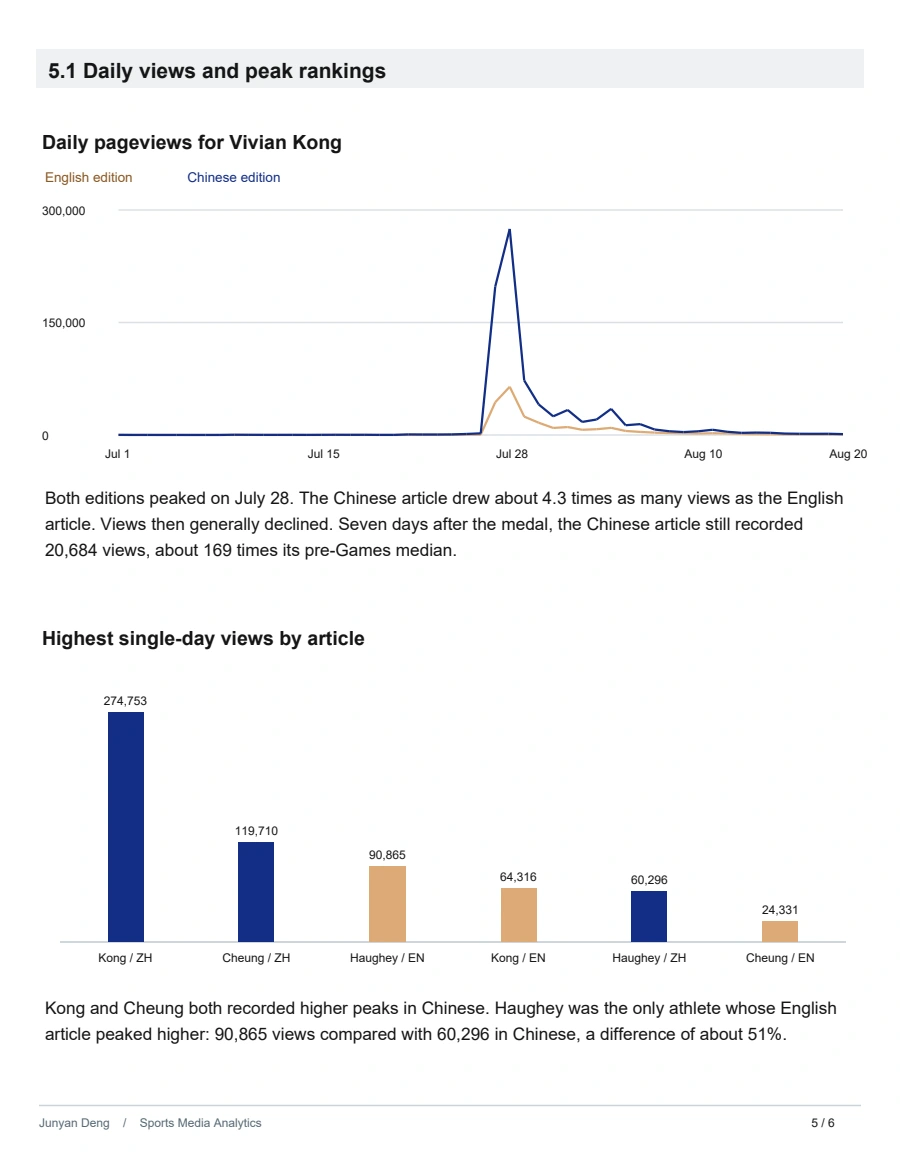 5.1 Daily views and peak rankings
Daily pageviews for Vivian Kong
English edition Chinese edition
300,000
150,000
0
Jul 1 Jul 15 Jul 28 Aug 10 Aug 20
Both editions peaked on July 28. The Chinese article drew about 4.3 times as many views as the English
article. Views then generally declined. Seven days after the medal, the Chinese article still recorded
20,684 views, about 169 times its pre-Games median.
Highest single-day views by article
274,753
119,710
90,865
64,316
60,296
24,331
Kong / ZH Cheung / ZH Haughey / EN Kong / EN Haughey / ZH Cheung / EN
Kong and Cheung both recorded higher peaks in Chinese. Haughey was the only athlete whose English
article peaked higher: 90,865 views compared with 60,296 in Chinese, a difference of about 51%.
Junyan Deng / Sports Media Analytics 5 / 6